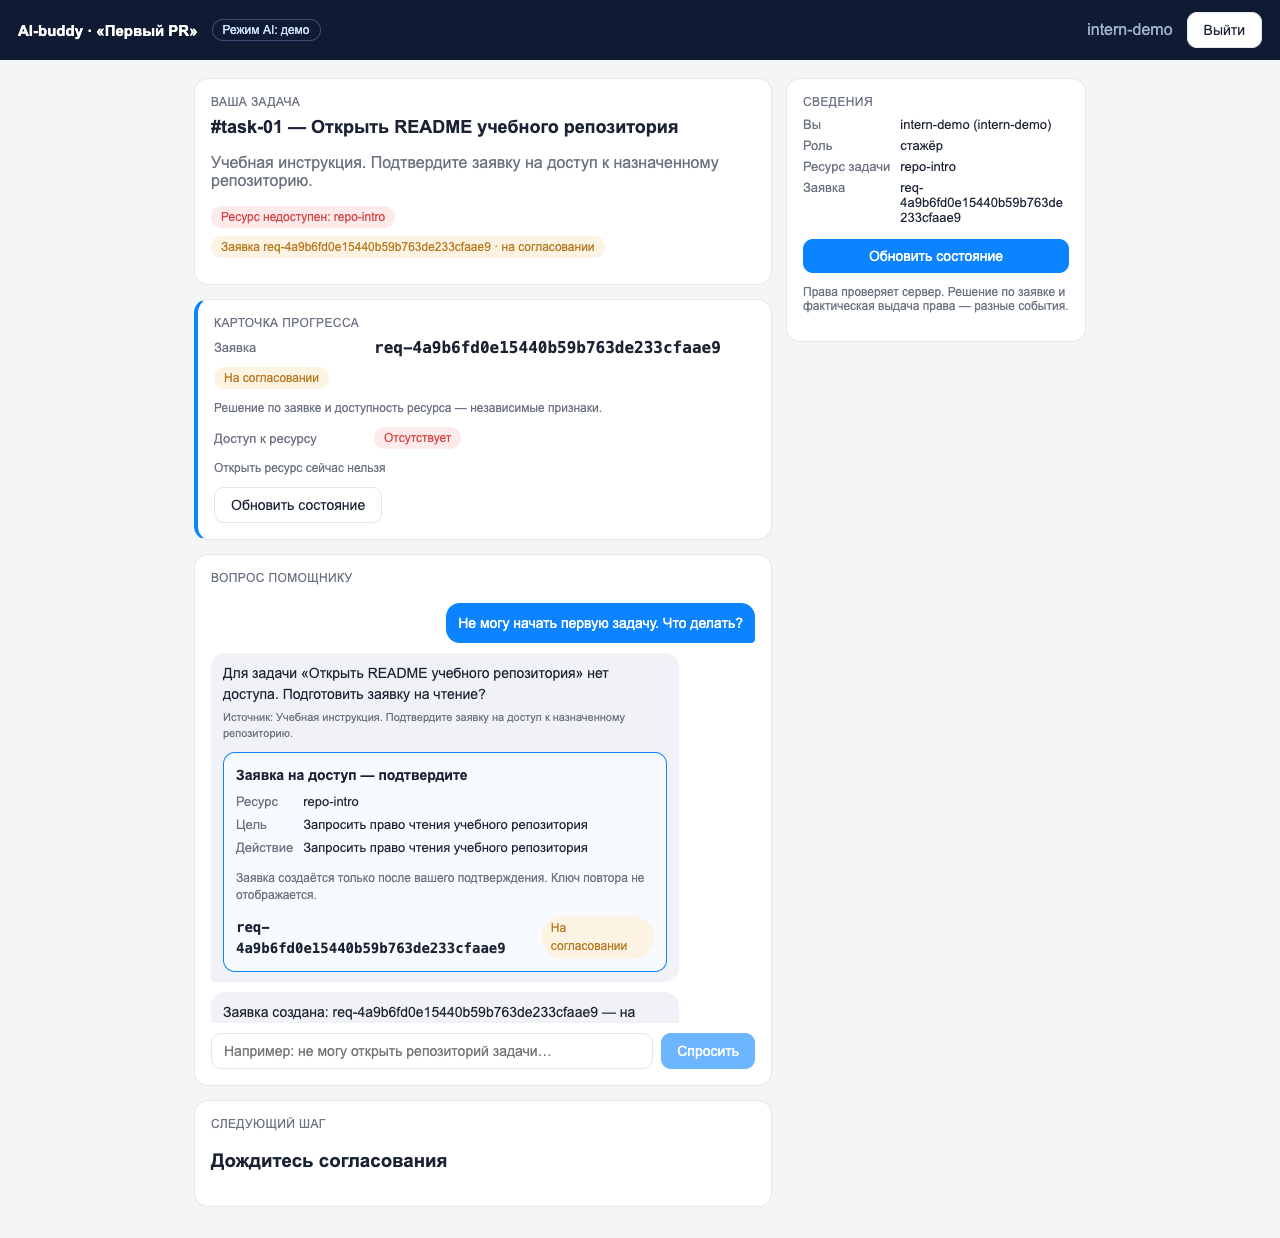 AI-buddy · «Первый PR»
Режим AI: демо
intern-demo
Выйти
ВАША ЗАДАЧА
#task-01 — Открыть README учебного репозитория
Учебная инструкция. Подтвердите заявку на доступ к назначенному
репозиторию.
Ресурс недоступен: repo-intro
Заявка req-4a9b6fd0e15440b59b763de233cfaae9 · на согласовании
КАРТОЧКА ПРОГРЕССА
Заявка req-4a9b6fd0e15440b59b763de233cfaae9
На согласовании
Решение по заявке и доступность ресурса — независимые признаки.
Доступ к ресурсу Отсутствует
Открыть ресурс сейчас нельзя
Обновить состояние
ВОПРОС ПОМОЩНИКУ
Не могу начать первую задачу. Что делать?
Для задачи «Открыть README учебного репозитория» нет
доступа. Подготовить заявку на чтение?
Источник: Учебная инструкция. Подтвердите заявку на доступ к назначенному
репозиторию.
Заявка на доступ — подтвердите
Ресурс repo-intro
Цель Запросить право чтения учебного репозитория
Действие Запросить право чтения учебного репозитория
Заявка создаётся только после вашего подтверждения. Ключ повтора не
отображается.
req-
4a9b6fd0e15440b59b763de233cfaae9
На
согласовании
Заявка создана: req-4a9b6fd0e15440b59b763de233cfaae9 — на
Например: не могу открыть репозиторий задачи…
Спросить
СЛЕДУЮЩИЙ ШАГ
Дождитесь согласования
СВЕДЕНИЯ
Вы intern-demo (intern-demo)
Роль стажёр
Ресурс задачи repo-intro
Заявка req-
4a9b6fd0e15440b59b763de
233cfaae9
Обновить состояние
Права проверяет сервер. Решение по заявке и
фактическая выдача права — разные события.